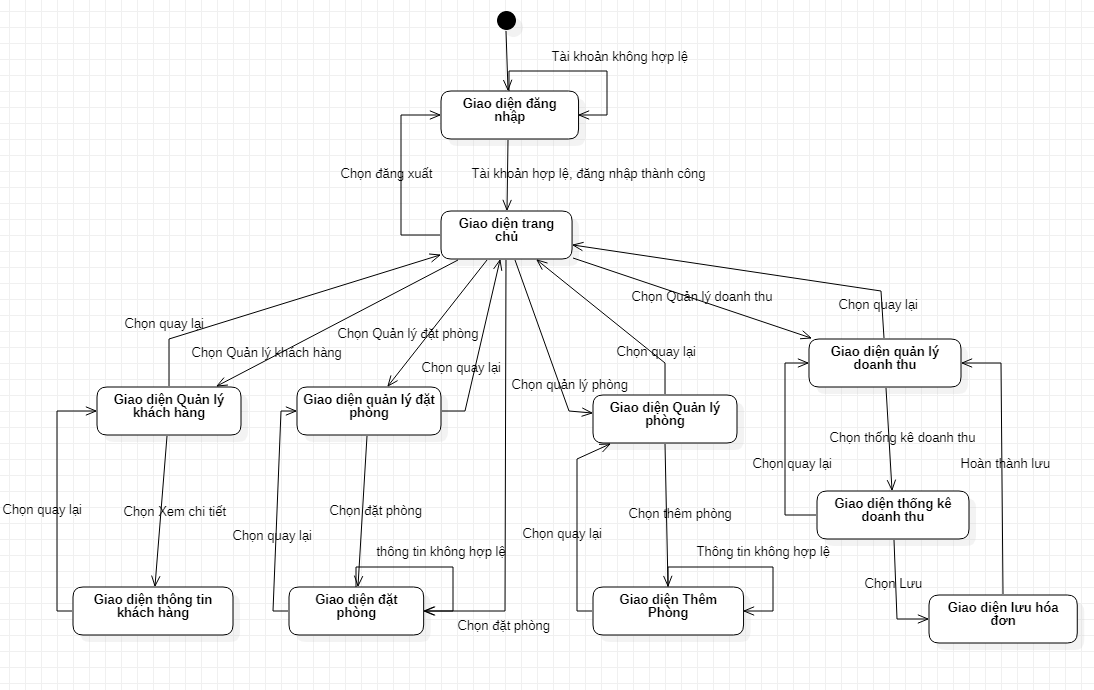 Tài khoản không hợp lệ
Giao diện đăng
nhập
Chọn đăng xuất
Tài khoản hợp lệ, đăng nhập thành công
Giao diện trang
chủ
Chọn Quản lý doanh thu
Chọn quay lại
Chọn quay lại
Chọn Quản lý đặt phòng
Chọn Quản lý khách hàng
Chọn quay lại
Chọn quay lại
Chọn quản lý phòng
Giao diện quản lý
doanh thu
Giao diện Quản lý
khách hàng
Giao diện quản lý đặt
phòng
Giao diện Quản lý
phòng
Chọn thống kê doanh thu
Chọn quay lại
Hoàn thành lưu
Chọn quay lại
Chọn Xem chi tiết
Chọn đặt phòng
Chọn quay lại
Chọn thêm phòng
Chọn quay lại
Giao diện thống kê
doanh thu
thông tin không hợp lệ
Thông tin không hợp lệ
Chọn Lưu
Giao diện thông tin
khách hàng
Giao diện đặt
phòng
Giao diện Thêm
Phòng
Giao diện lưu hóa
đơn
Chọn đặt phòng